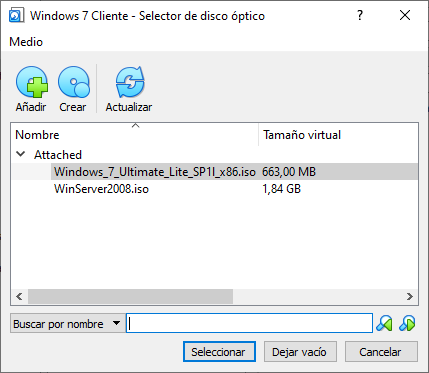 Windows 7 Cliente - Selector de disco óptico
Medio
Añadir Crear Actualizar
Nombre Tamaño virtual
Attached
Windows_7_Ultimate_Lite_SP1I_x86.iso 663,00 MB
WinServer2008.iso 1,84 GB
Buscar por nombre
Seleccionar Dejar vacío Cancelar